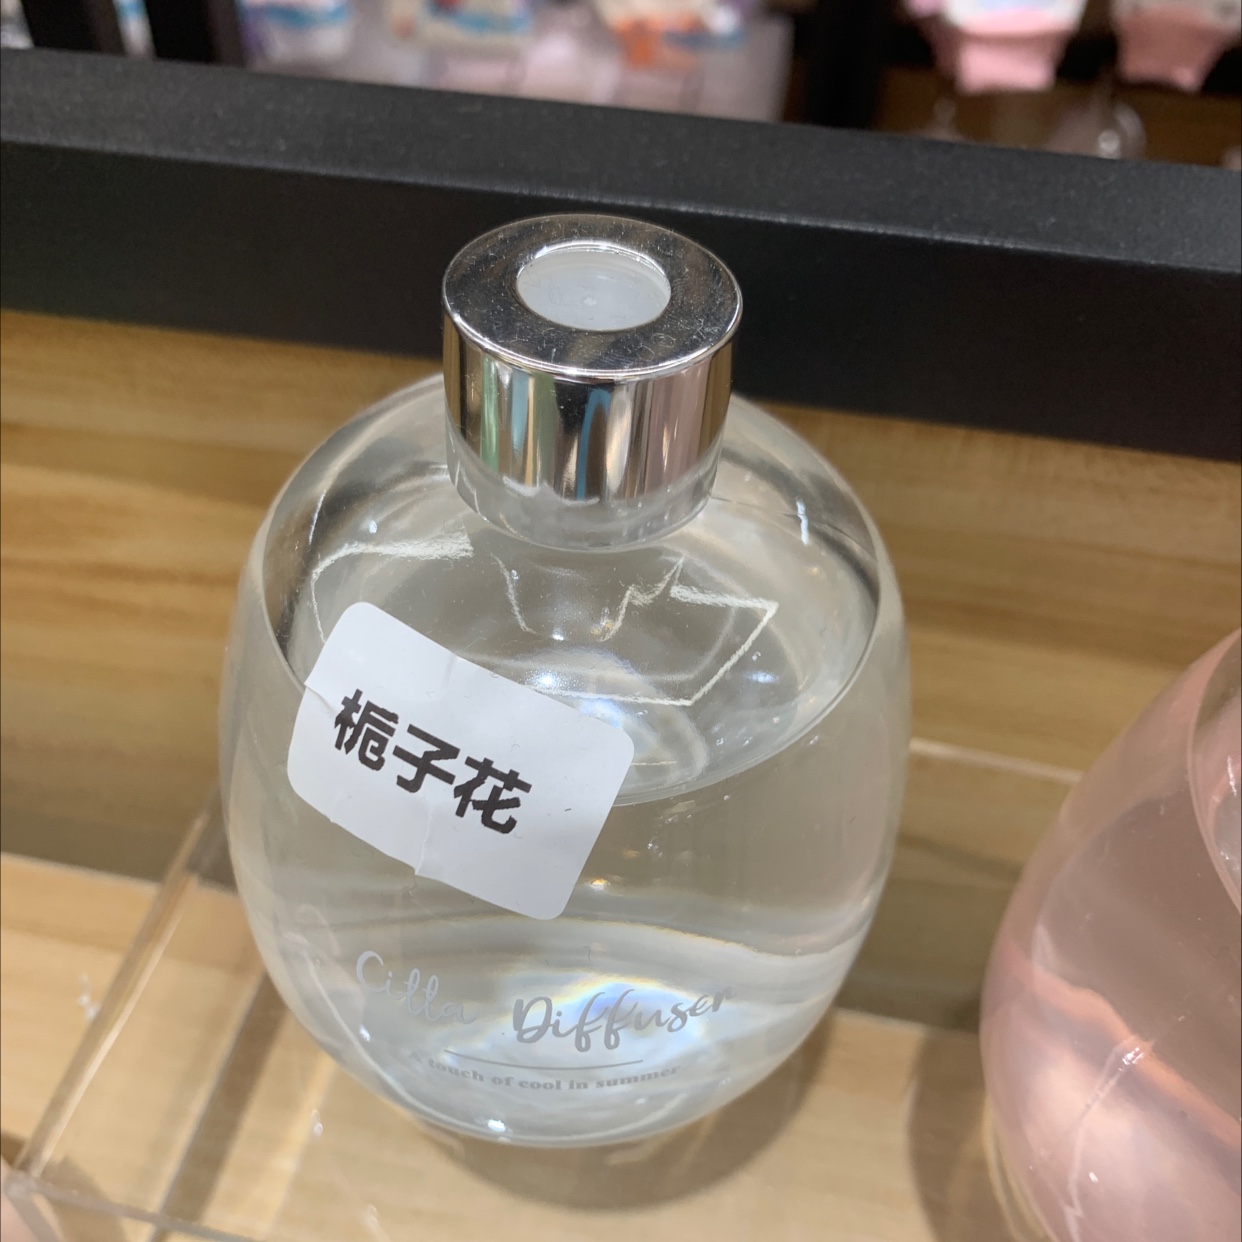 栀子花
Cilla Diffuser
A touch of cool in summer